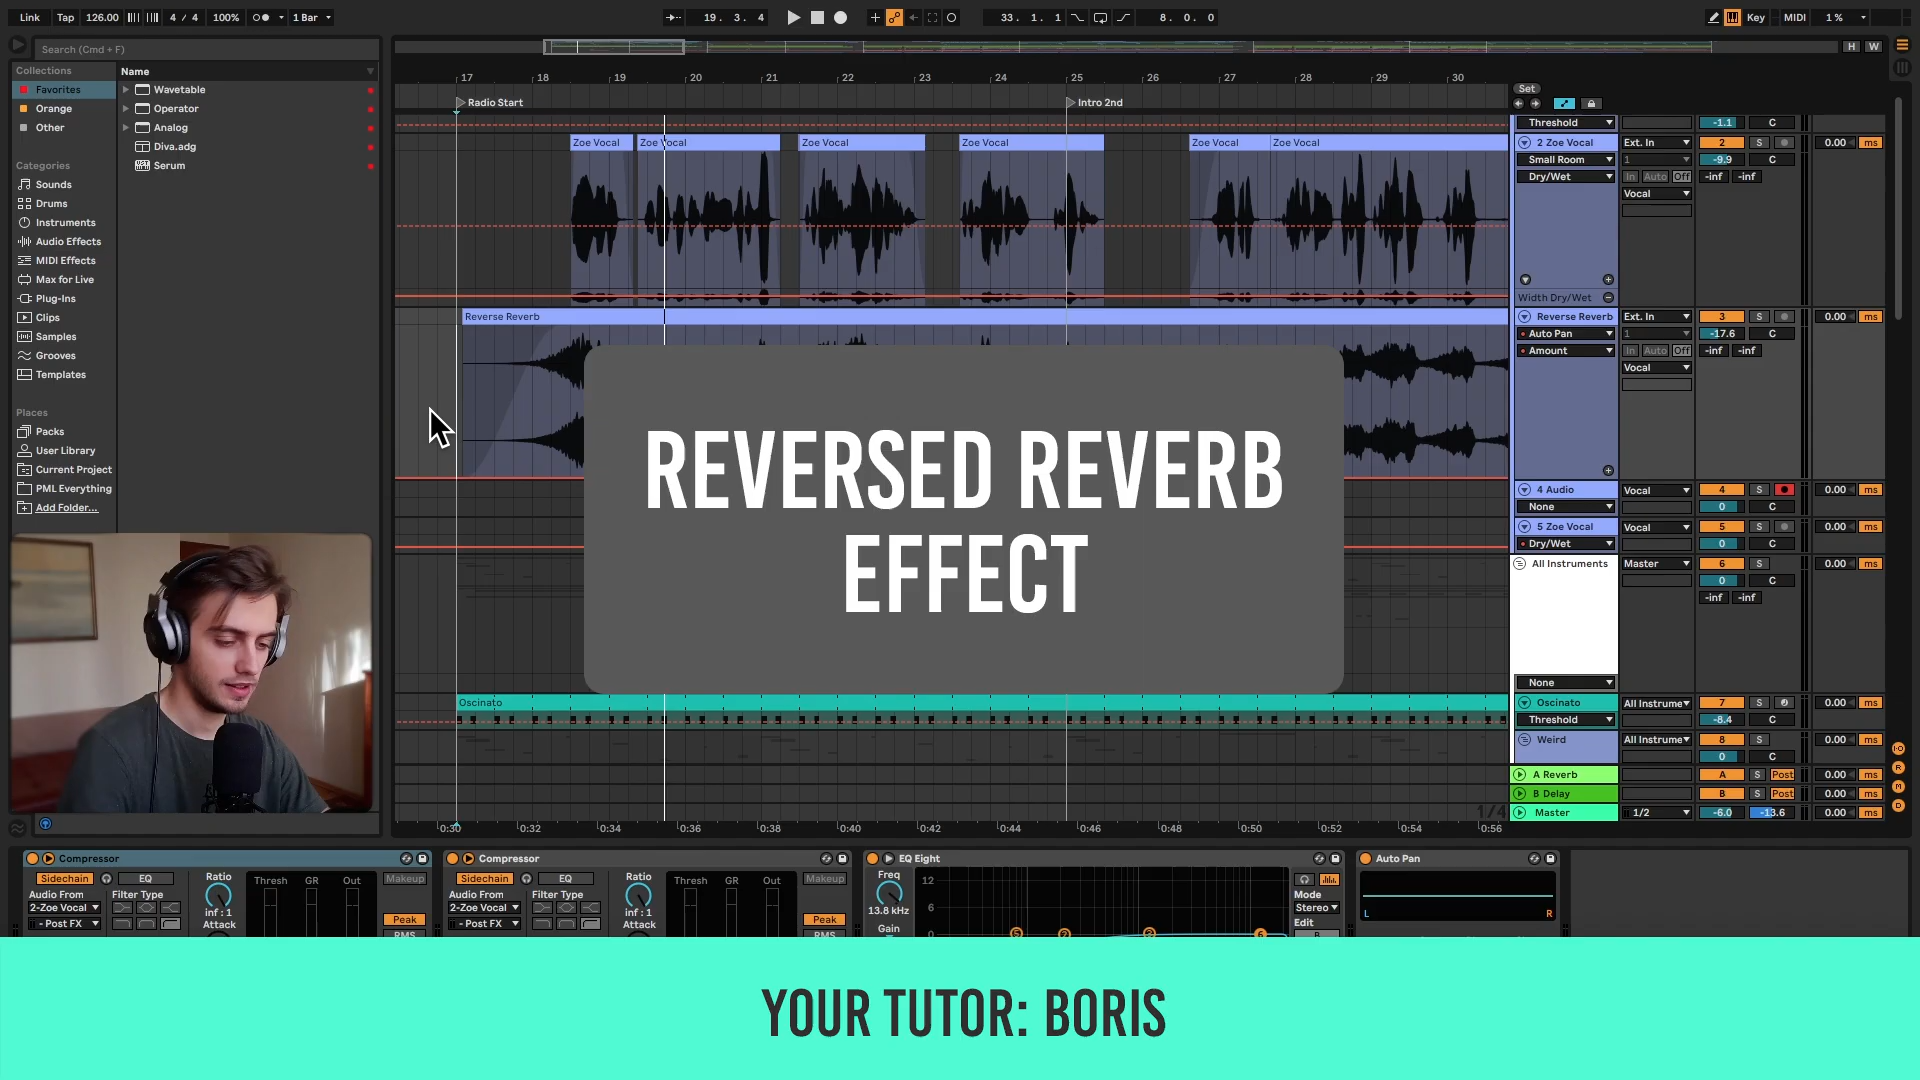 Link Tap 126.00 4 / 4 100% 1 Bar 19. 3. 4 33. 1. 1 8. 0. 0 Key MIDI 1 %
Search (Cmd + F)
H W
Collections
Favorites
Orange
Other
Categories
Sounds
Drums
Instruments
Audio Effects
MIDI Effects
Max for Live
Plug-Ins
Clips
Samples
Grooves
Templates
Places
Packs
User Library
Current Project
PML Everything
Add Folder...
Name
Wavetable
Operator
Analog
Diva.adg
Serum
17 18 19 20 21 22 23 24 25 26 27 28 29 30
Radio Start Intro 2nd
Zoe Vocal Zoe Vocal Zoe Vocal Zoe Vocal Zoe Vocal Zoe Vocal
Reverse Reverb
REVERSED REVERB
EFFECT
Oscinato
1/4
0:30 0:32 0:34 0:36 0:38 0:40 0:42 0:44 0:46 0:48 0:50 0:52 0:54 0:56
Set
Threshold -1.1 C
2 Zoe Vocal Ext. In 2 S 0.00 ms
Small Room 1 -9.9 C
Dry/Wet In Auto Off -inf -inf
Vocal
Width Dry/Wet
Reverse Reverb Ext. In 3 S 0.00 ms
Auto Pan 1 -17.6 C
Amount In Auto Off -inf -inf
Vocal
4 Audio Vocal 4 S 0.00 ms
None 0 C
5 Zoe Vocal Vocal 5 S 0.00 ms
Dry/Wet 0 C
All Instruments Master 6 S 0.00 ms
0 C
-inf -inf
None
Oscinato All Instrume 7 S 0.00 ms
Threshold -8.4 C
Weird All Instrume 8 S 0.00 ms
0 C
A Reverb A S Post 0.00 ms
B Delay B S Post 0.00 ms
Master 1/2 -6.0 -13.6 0.00 ms
Compressor
Sidechain EQ Ratio Thresh GR Out Makeup
Audio From Filter Type
2-Zoe Vocal inf : 1
- Post FX Attack Peak
RMS
Compressor
Sidechain EQ Ratio Thresh GR Out Makeup
Audio From Filter Type
2-Zoe Vocal inf : 1
- Post FX Attack Peak
RMS
EQ Eight
Freq 12
13.8 kHz 6
Gain 0
Mode
Stereo
Edit
Auto Pan
L R
YOUR TUTOR: BORIS